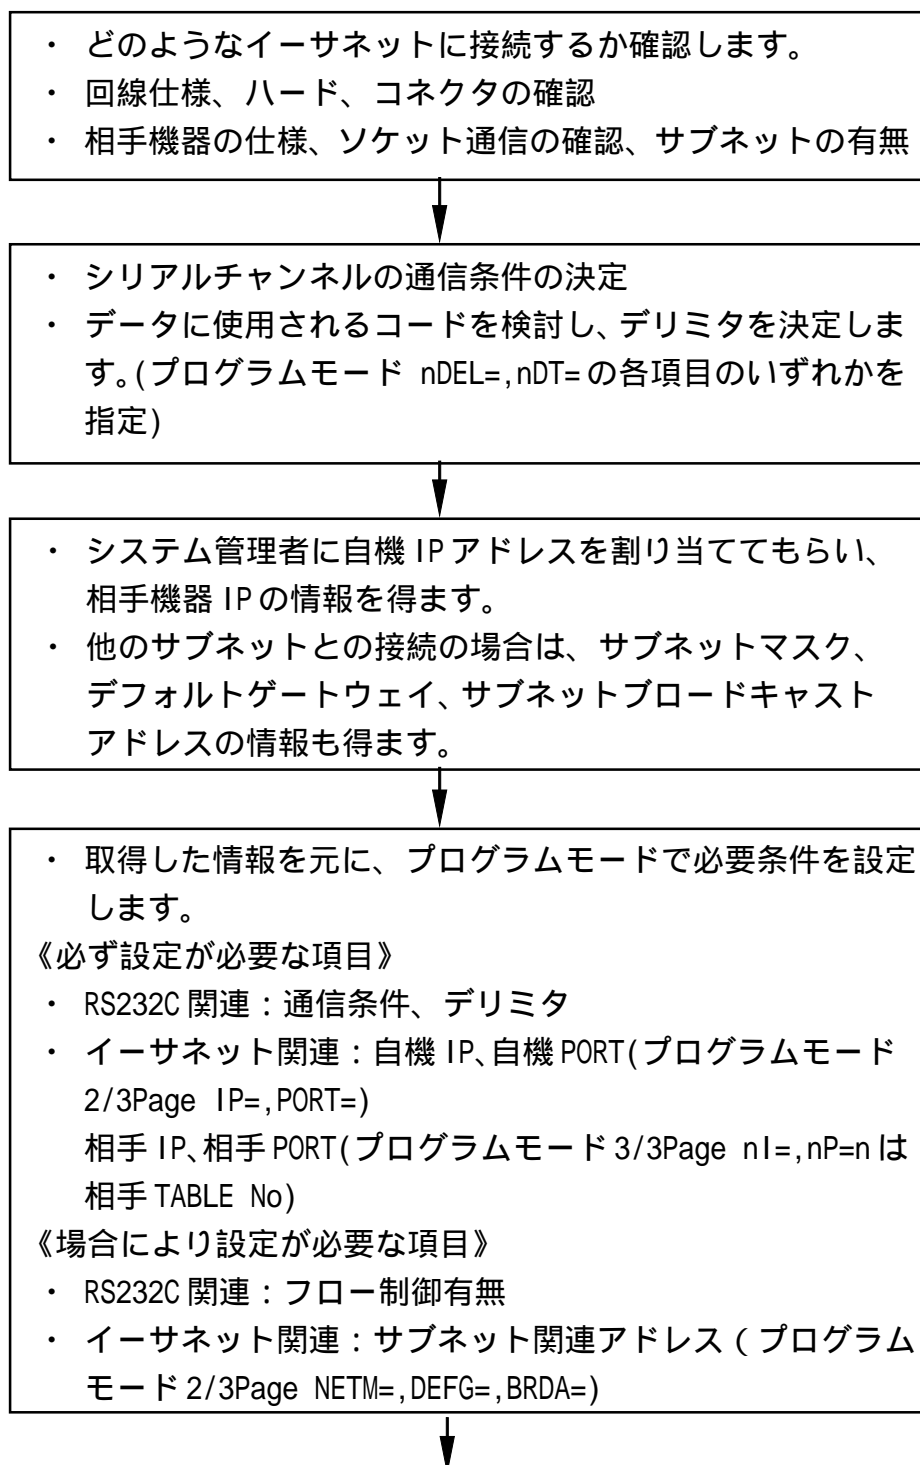 ・ どのようなイーサネットに接続するか確認します。
・ 回線仕様、ハード、コネクタの確認
・ 相手機器の仕様、ソケット通信の確認、サブネットの有無
・ シリアルチャンネルの通信条件の決定
・ データに使用されるコードを検討し、デリミタを決定しま
す。(プログラムモード nDEL=,nDT=の各項目のいずれかを
指定)
・ システム管理者に自機 IP アドレスを割り当ててもらい、
相手機器 IP の情報を得ます。
・ 他のサブネットとの接続の場合は、サブネットマスク、
デフォルトゲートウェイ、サブネットブロードキャスト
アドレスの情報も得ます。
・ 取得した情報を元に、プログラムモードで必要条件を設定
します。
《必ず設定が必要な項目》
・ RS232C 関連：通信条件、デリミタ
・ イーサネット関連：自機 IP、自機 PORT(プログラムモード
2/3Page IP=,PORT=)
相手 IP、相手 PORT(プログラムモード 3/3Page nI=,nP=n は
相手 TABLE No)
《場合により設定が必要な項目》
・ RS232C 関連：フロー制御有無
・ イーサネット関連：サブネット関連アドレス（プログラム
モード 2/3Page NETM=,DEFG=,BRDA=)